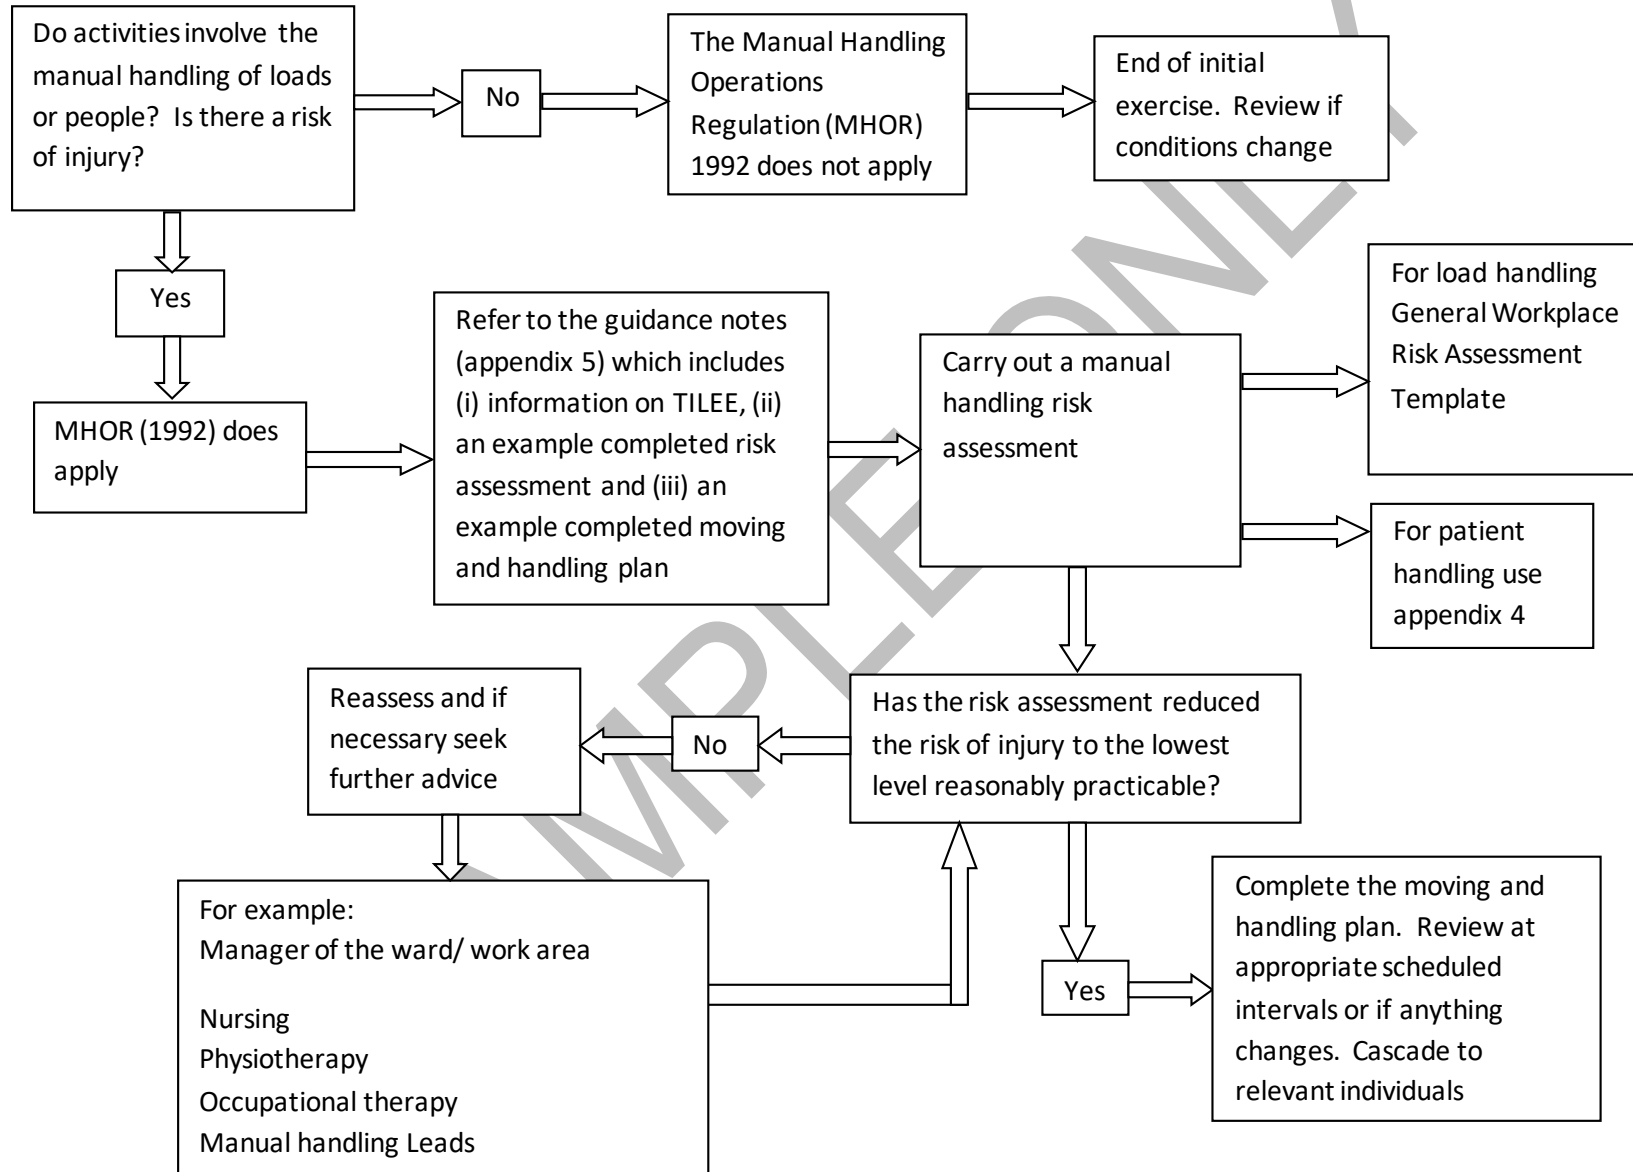 Do activities involve the
manual handling of loads
or people? Is there a risk
of injury?
No
The Manual Handling
Operations
Regulation (MHOR)
1992 does not apply
End of initial
exercise. Review if
conditions change
Yes
MHOR (1992) does
apply
Refer to the guidance notes
(appendix 5) which includes
(i) information on TILEE, (ii)
an example completed risk
assessment and (iii) an
example completed moving
and handling plan
Carry out a manual
handling risk
assessment
For load handling
General Workplace
Risk Assessment
Template
For patient
handling use
appendix 4
Has the risk assessment reduced
the risk of injury to the lowest
level reasonably practicable?
No
Reassess and if
necessary seek
further advice
For example:
Manager of the ward/ work area
Nursing
Physiotherapy
Occupational therapy
Manual handling Leads
Yes
Complete the moving and
handling plan. Review at
appropriate scheduled
intervals or if anything
changes. Cascade to
relevant individuals